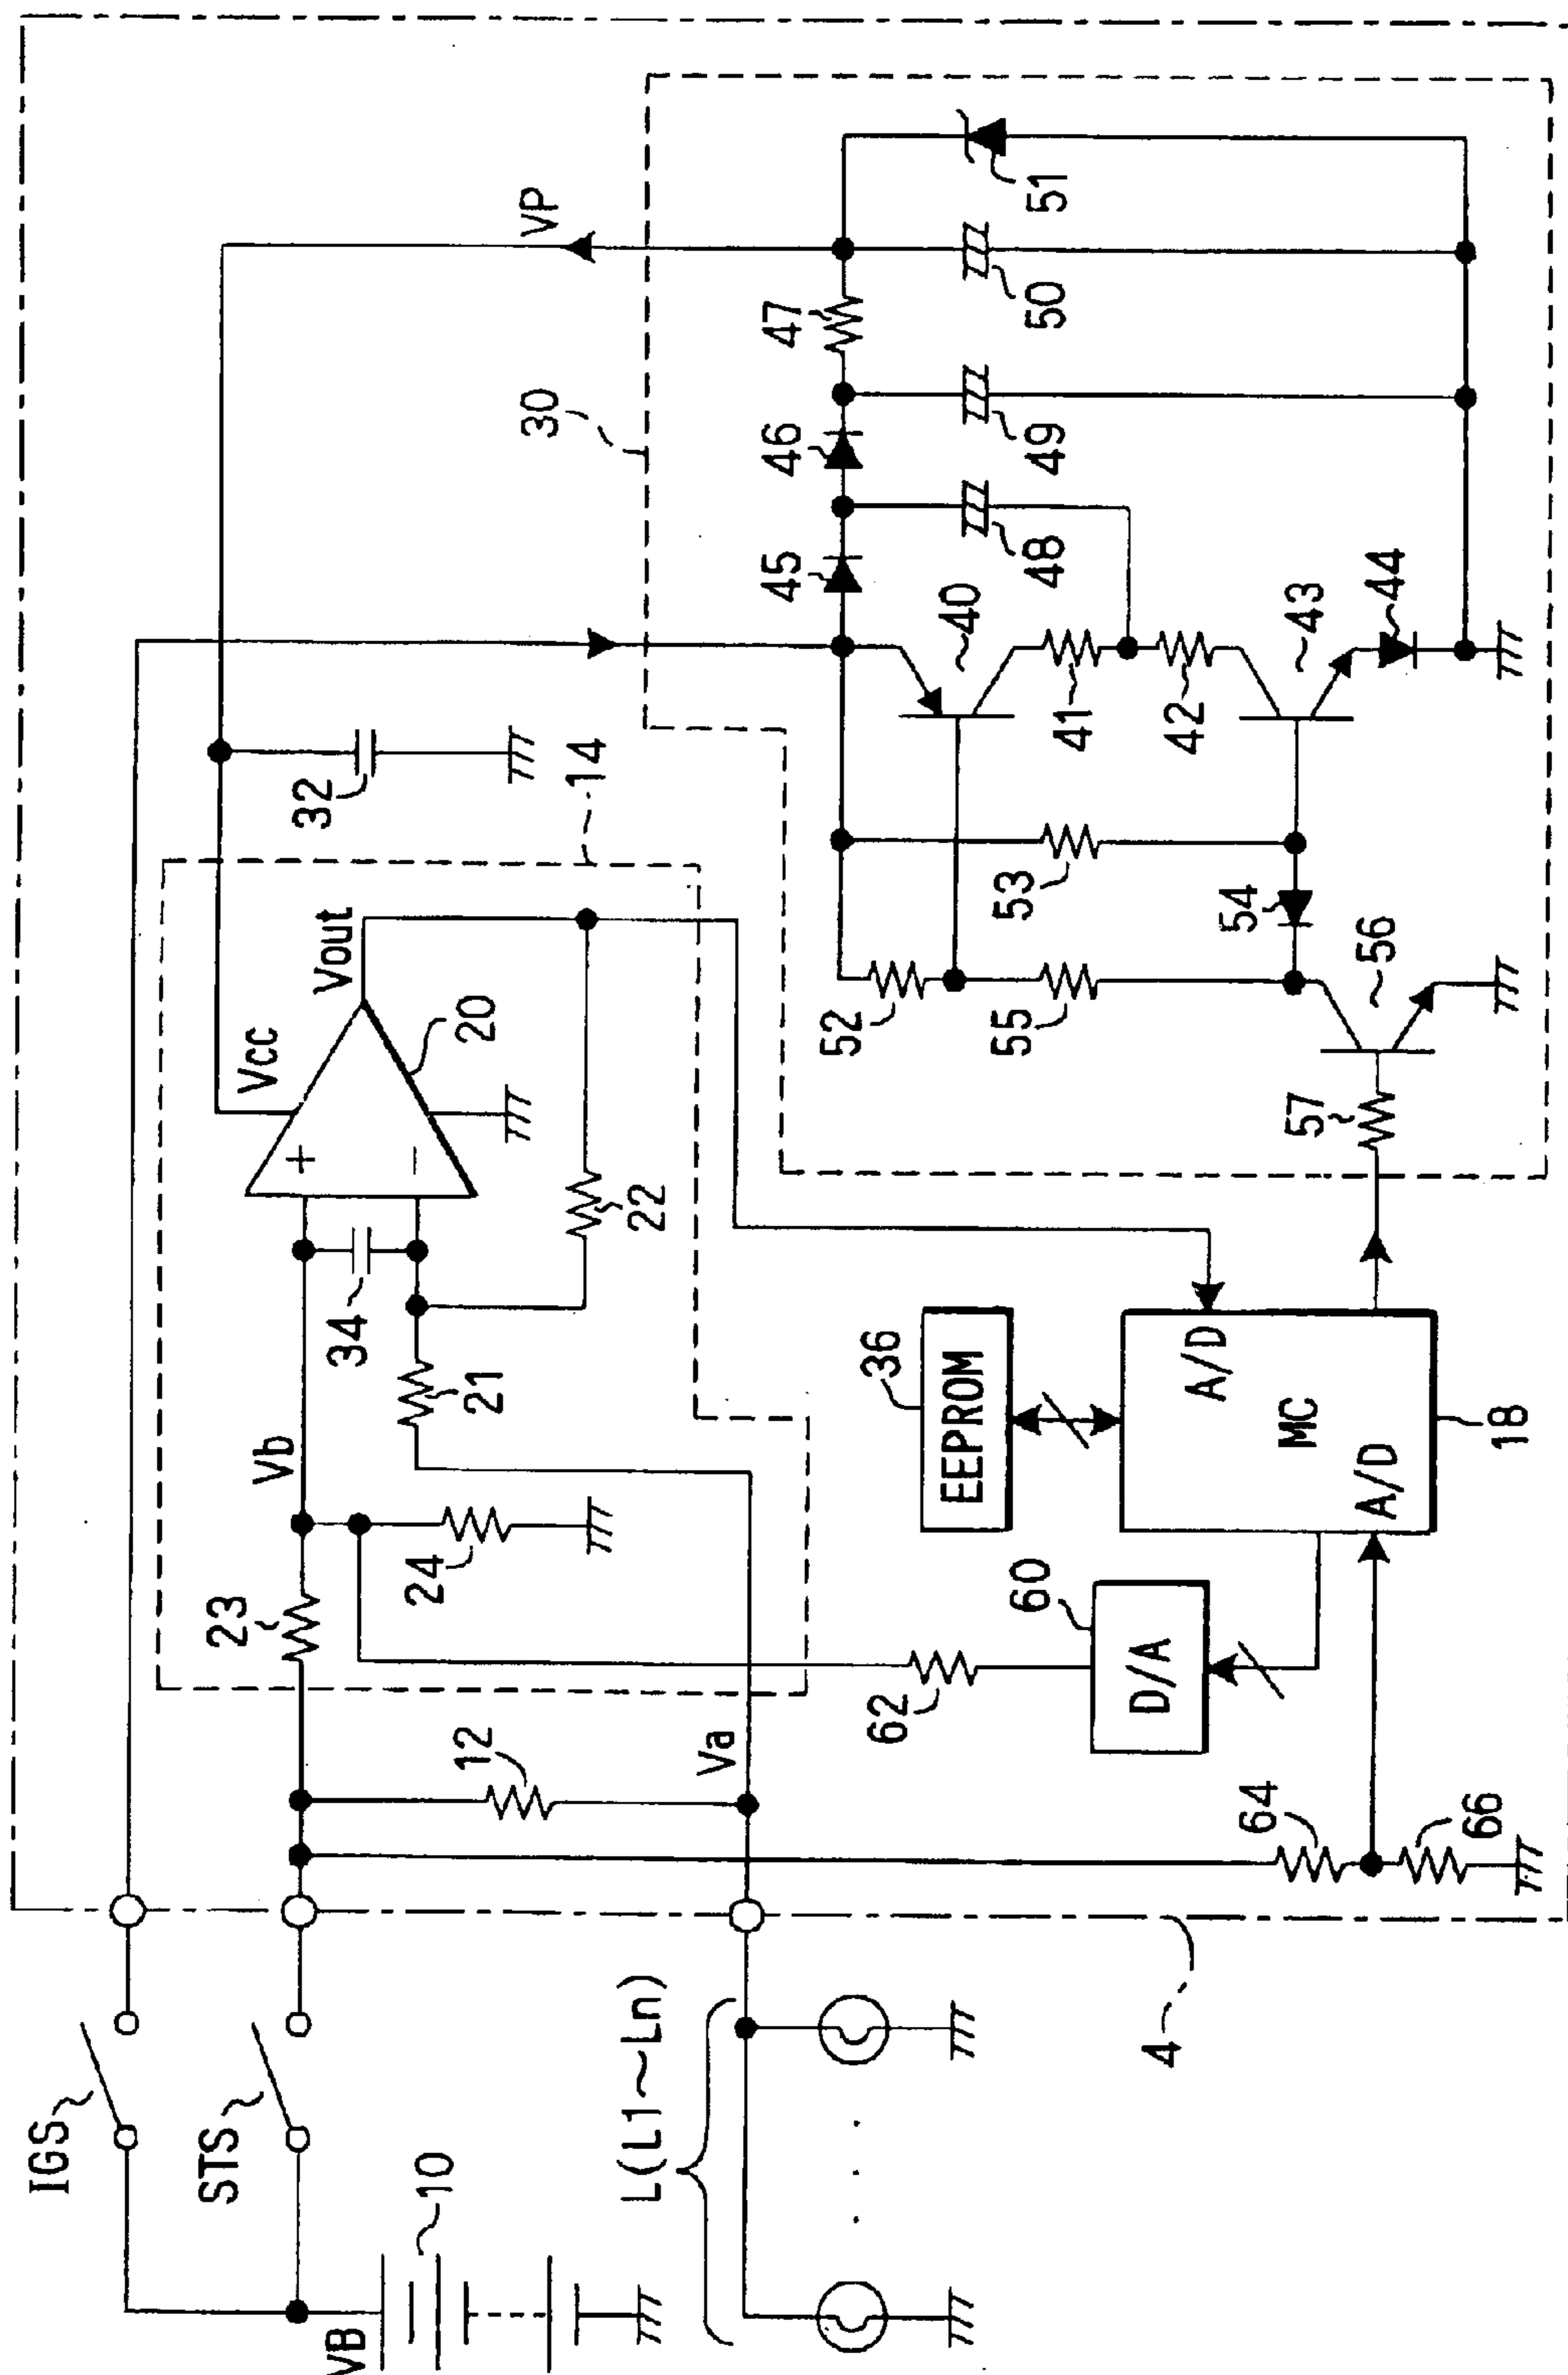 IGS
STS
VB
10
L(L1~Ln)
4
12
Va
64
66
23
Vb
24
34
21
22
+
−
20
Vcc
Vout
14
32
62
60
D/A
36
EEPROM
A/D
MC
A/D
18
30
VP
45
46
47
48
49
50
51
40
41
42
43
44
52
53
54
55
56
57